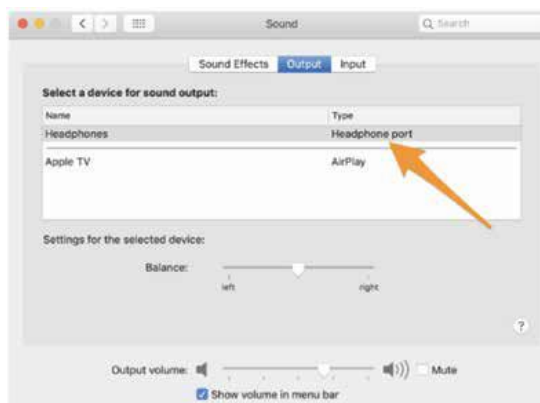 Sound
Search
Sound Effects Output Input
Select a device for sound output:
Name Type
Headphones Headphone port
Apple TV AirPlay
Settings for the selected device:
Balance:
left right
?
Output volume: Mute
Show volume in menu bar